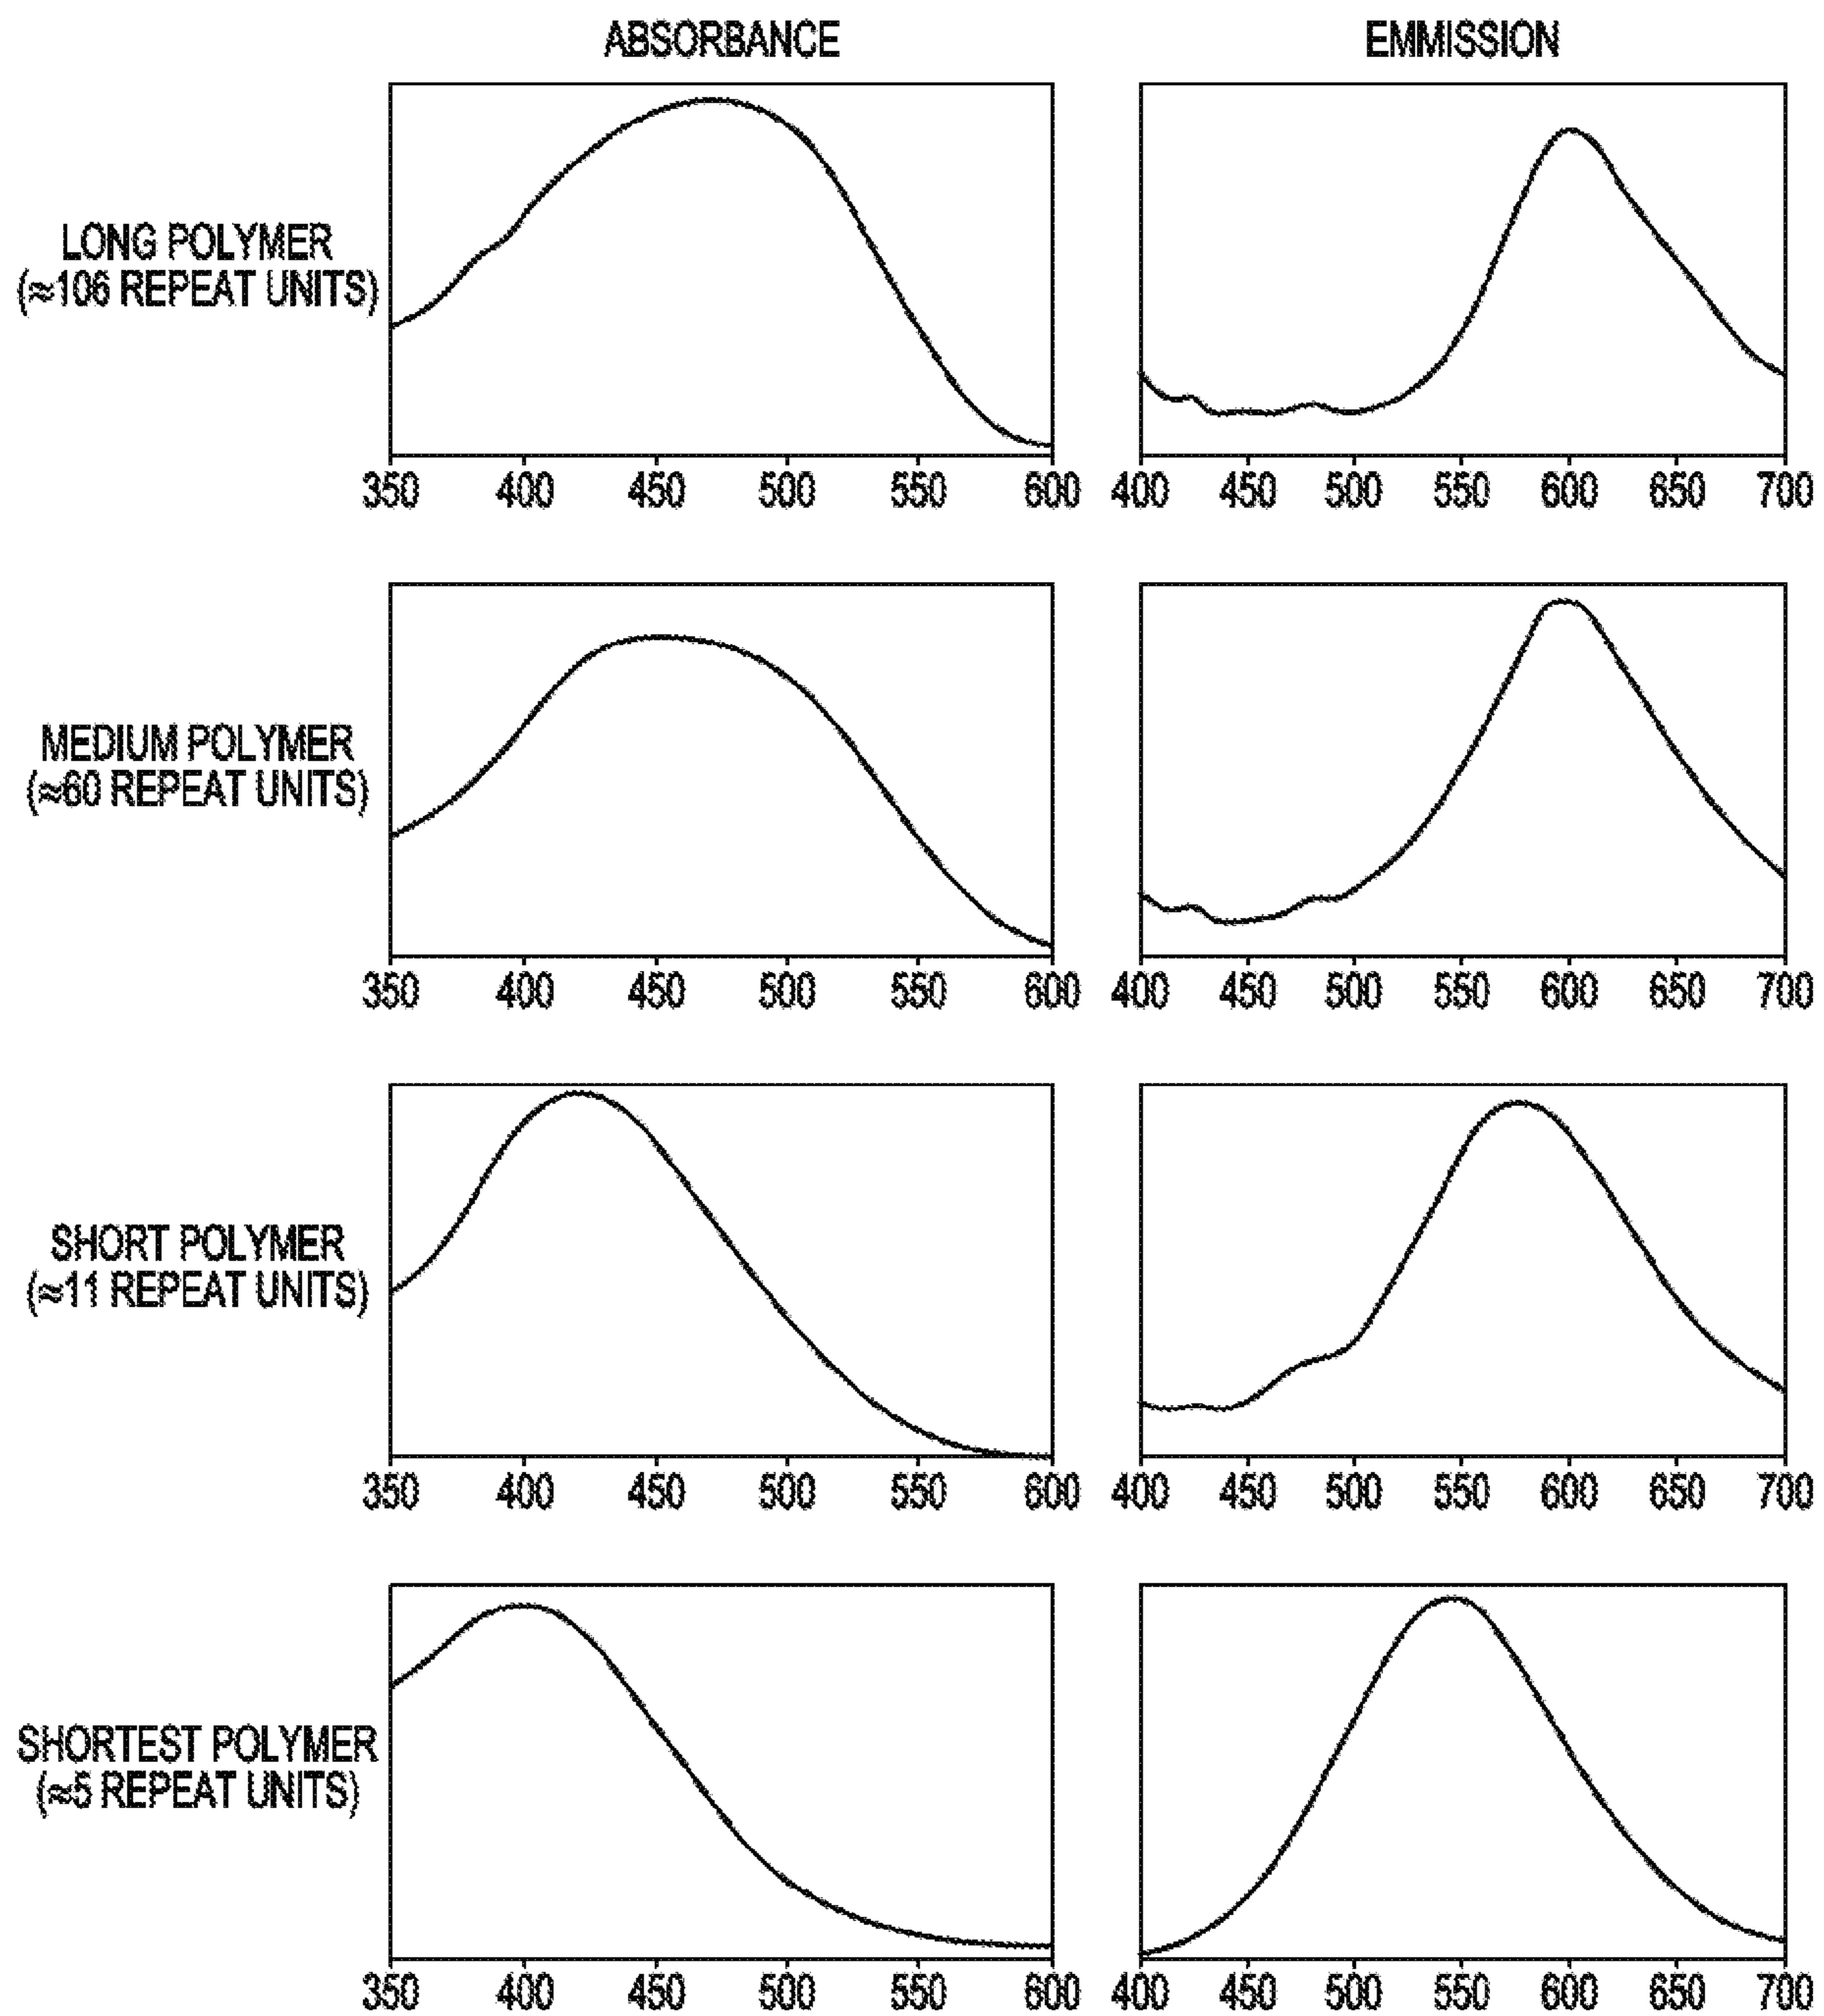 ABSORBANCE
EMMISSION
LONG POLYMER
(≈106 REPEAT UNITS)
350 400 450 500 550 600
400 450 500 550 600 650 700
MEDIUM POLYMER
(≈60 REPEAT UNITS)
350 400 450 500 550 600
400 450 500 550 600 650 700
SHORT POLYMER
(≈11 REPEAT UNITS)
350 400 450 500 550 600
400 450 500 550 600 650 700
SHORTEST POLYMER
(≈5 REPEAT UNITS)
350 400 450 500 550 600
400 450 500 550 600 650 700